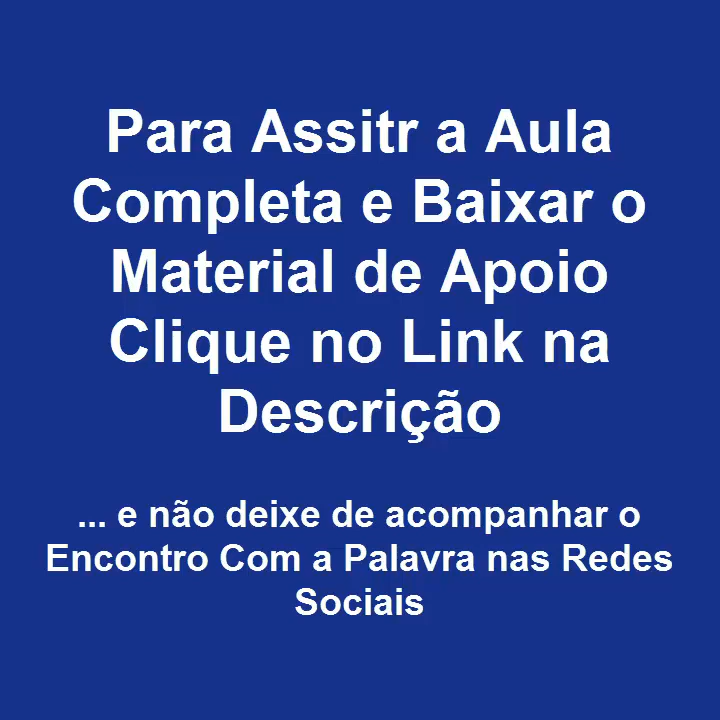 Para Assitr a Aula
Completa e Baixar o
Material de Apoio
Clique no Link na
Descrição
... e não deixe de acompanhar o
Encontro Com a Palavra nas Redes
Sociais